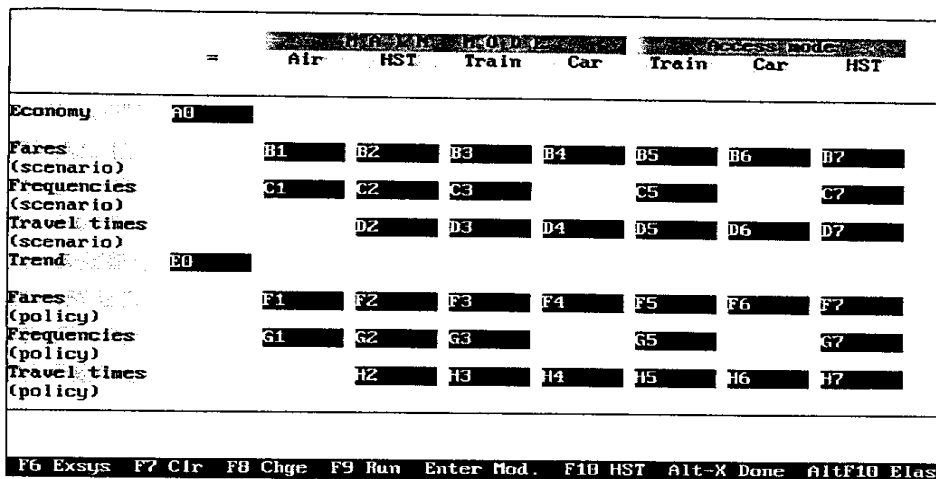 MAIN MODE Access mode
= Air HST Train Car Train Car HST
Economy A0
Fares B1 B2 B3 B4 B5 B6 B7
(scenario)
Frequencies C1 C2 C3 C5 C7
(scenario)
Travel times D2 D3 D4 D5 D6 D7
(scenario)
Trend E0
Fares F1 F2 F3 F4 F5 F6 F7
(policy)
Frequencies G1 G2 G3 G5 G7
(policy)
Travel times H2 H3 H4 H5 H6 H7
(policy)
F6 Exsys F7 Clr F8 Chge F9 Run Enter Mod. F10 HST Alt-X Done AltF10 Elas